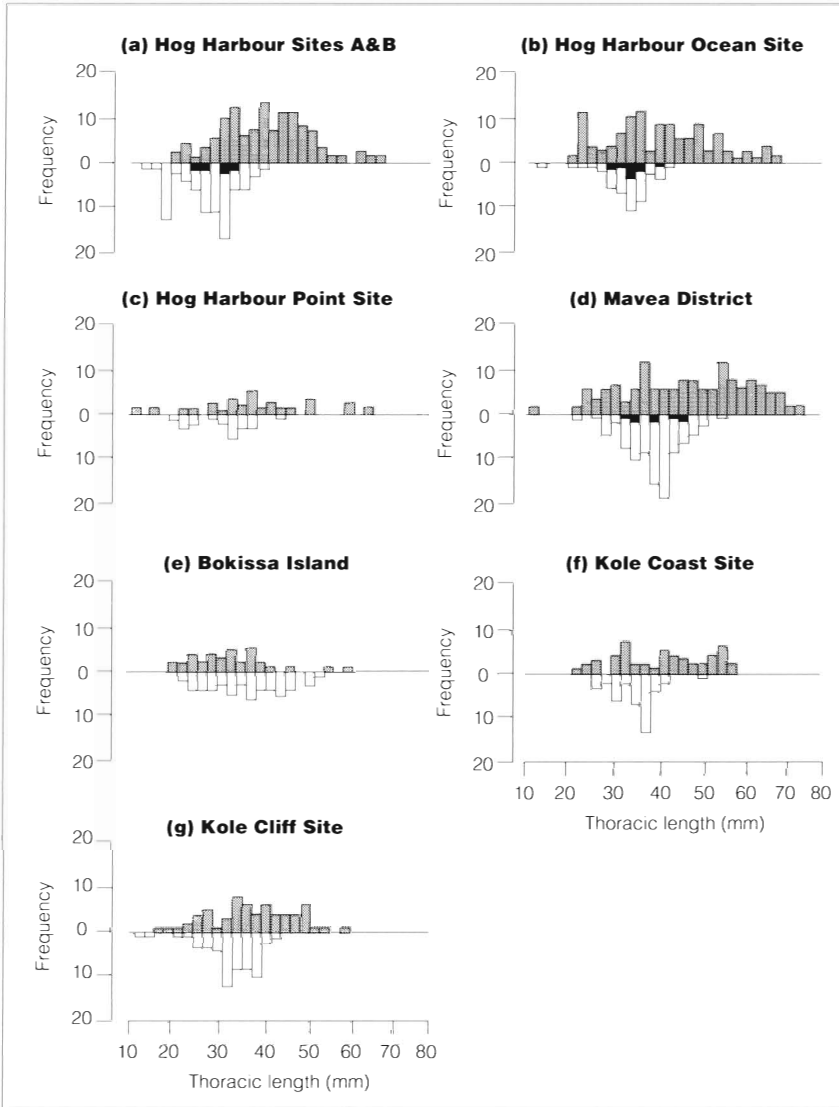 (a) Hog Harbour Sites A&B
20
10
0
10
20
Frequency
(b) Hog Harbour Ocean Site
20
10
0
10
20
Frequency
(c) Hog Harbour Point Site
20
10
0
10
20
Frequency
(d) Mavea District
20
10
0
10
20
Frequency
(e) Bokissa Island
20
10
0
10
20
Frequency
(f) Kole Coast Site
20
10
0
10
20
Frequency
10 20 30 40 50 60 70 80
Thoracic length (mm)
(g) Kole Cliff Site
20
10
0
10
20
Frequency
10 20 30 40 50 60 70 80
Thoracic length (mm)